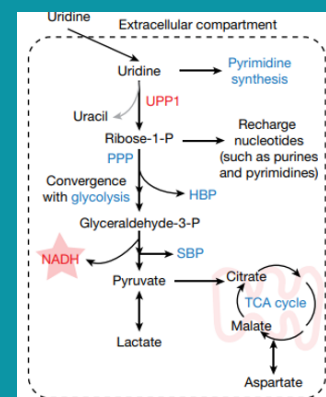 Uridine
Extracellular compartment
Uridine
Pyrimidine
synthesis
UPP1
Uracil
Ribose-1-P
Recharge
nucleotides
(such as purines
and pyrimidines)
PPP
Convergence
with glycolysis
HBP
Glyceraldehyde-3-P
NADH
SBP
Pyruvate
Citrate
TCA cycle
Malate
Lactate
Aspartate